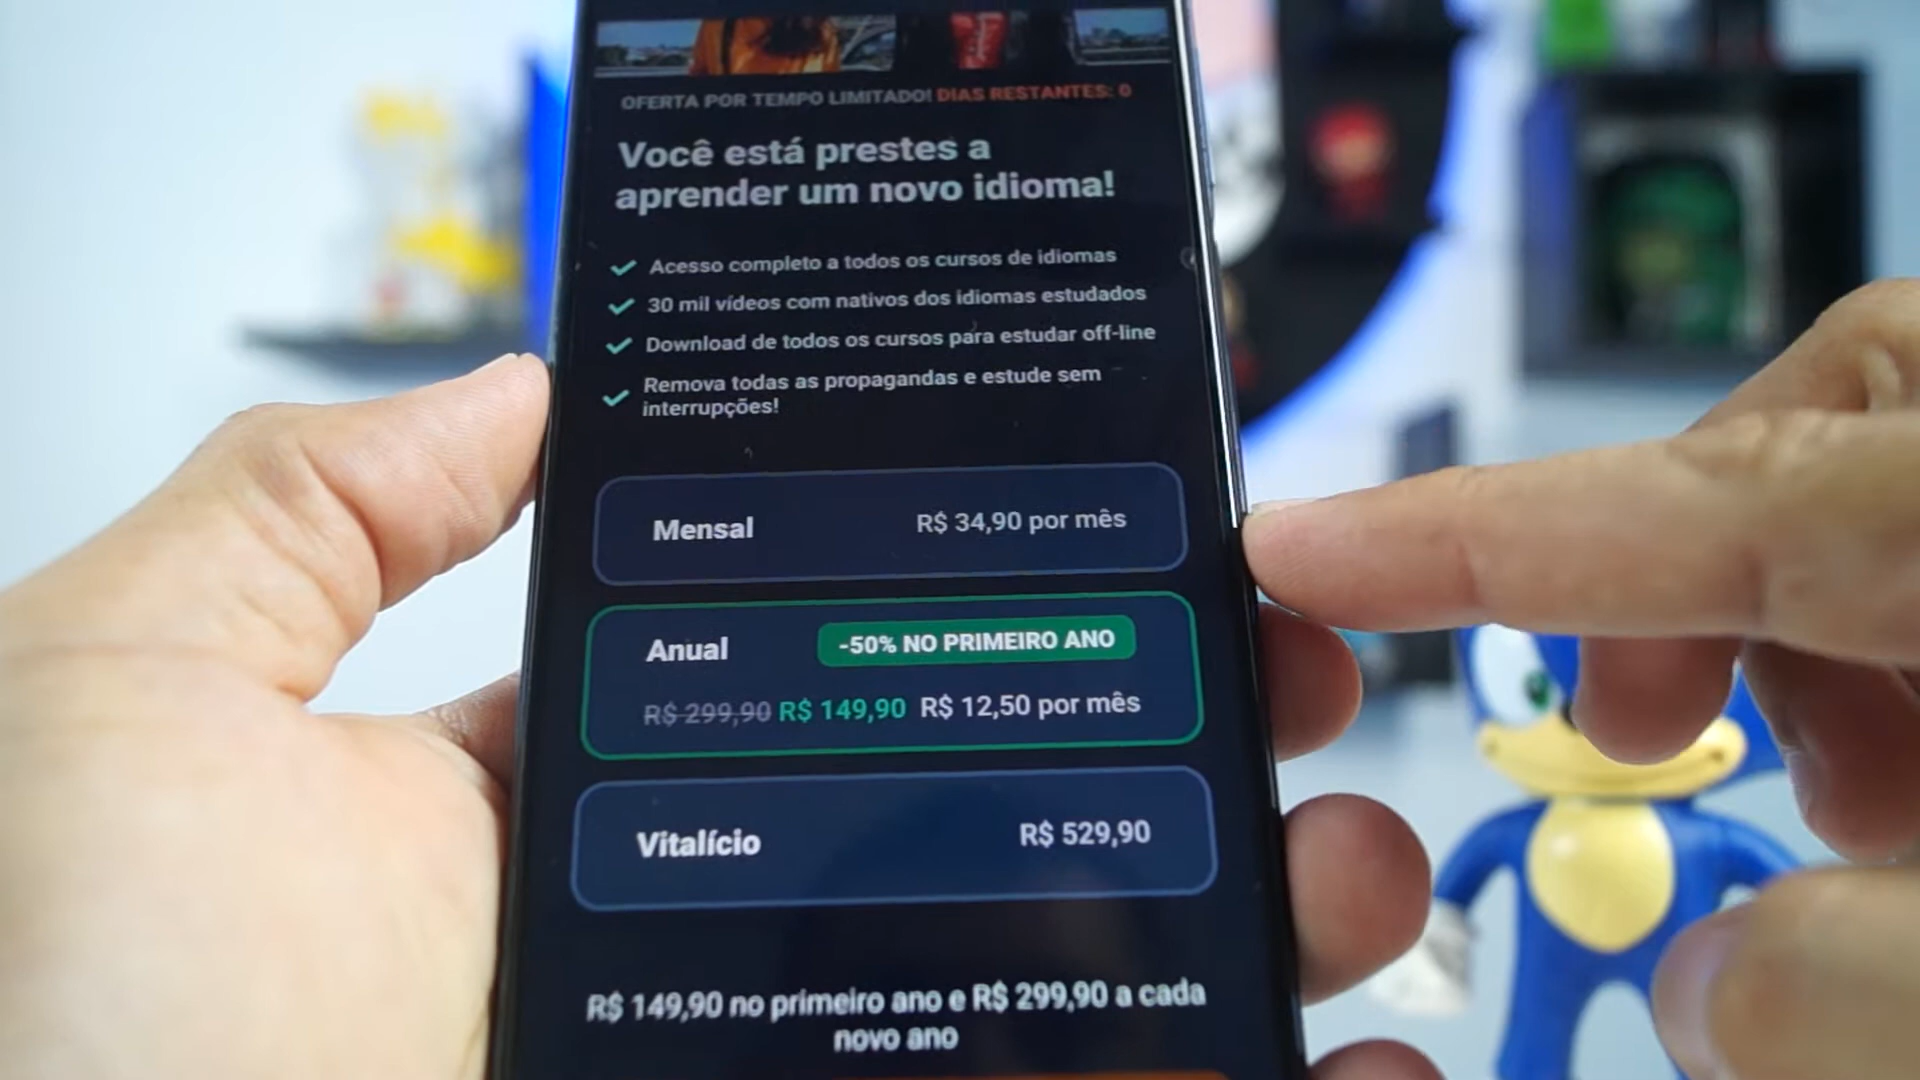 OFERTA POR TEMPO LIMITADO! DIAS RESTANTES: 0
Você está prestes a
aprender um novo idioma!
Acesso completo a todos os cursos de idiomas
30 mil vídeos com nativos dos idiomas estudados
Download de todos os cursos para estudar off-line
Remova todas as propagandas e estude sem
interrupções!
Mensal R$ 34,90 por mês
Anual -50% NO PRIMEIRO ANO
R$ 299,90 R$ 149,90 R$ 12,50 por mês
Vitalício R$ 529,90
R$ 149,90 no primeiro ano e R$ 299,90 a cada
novo ano